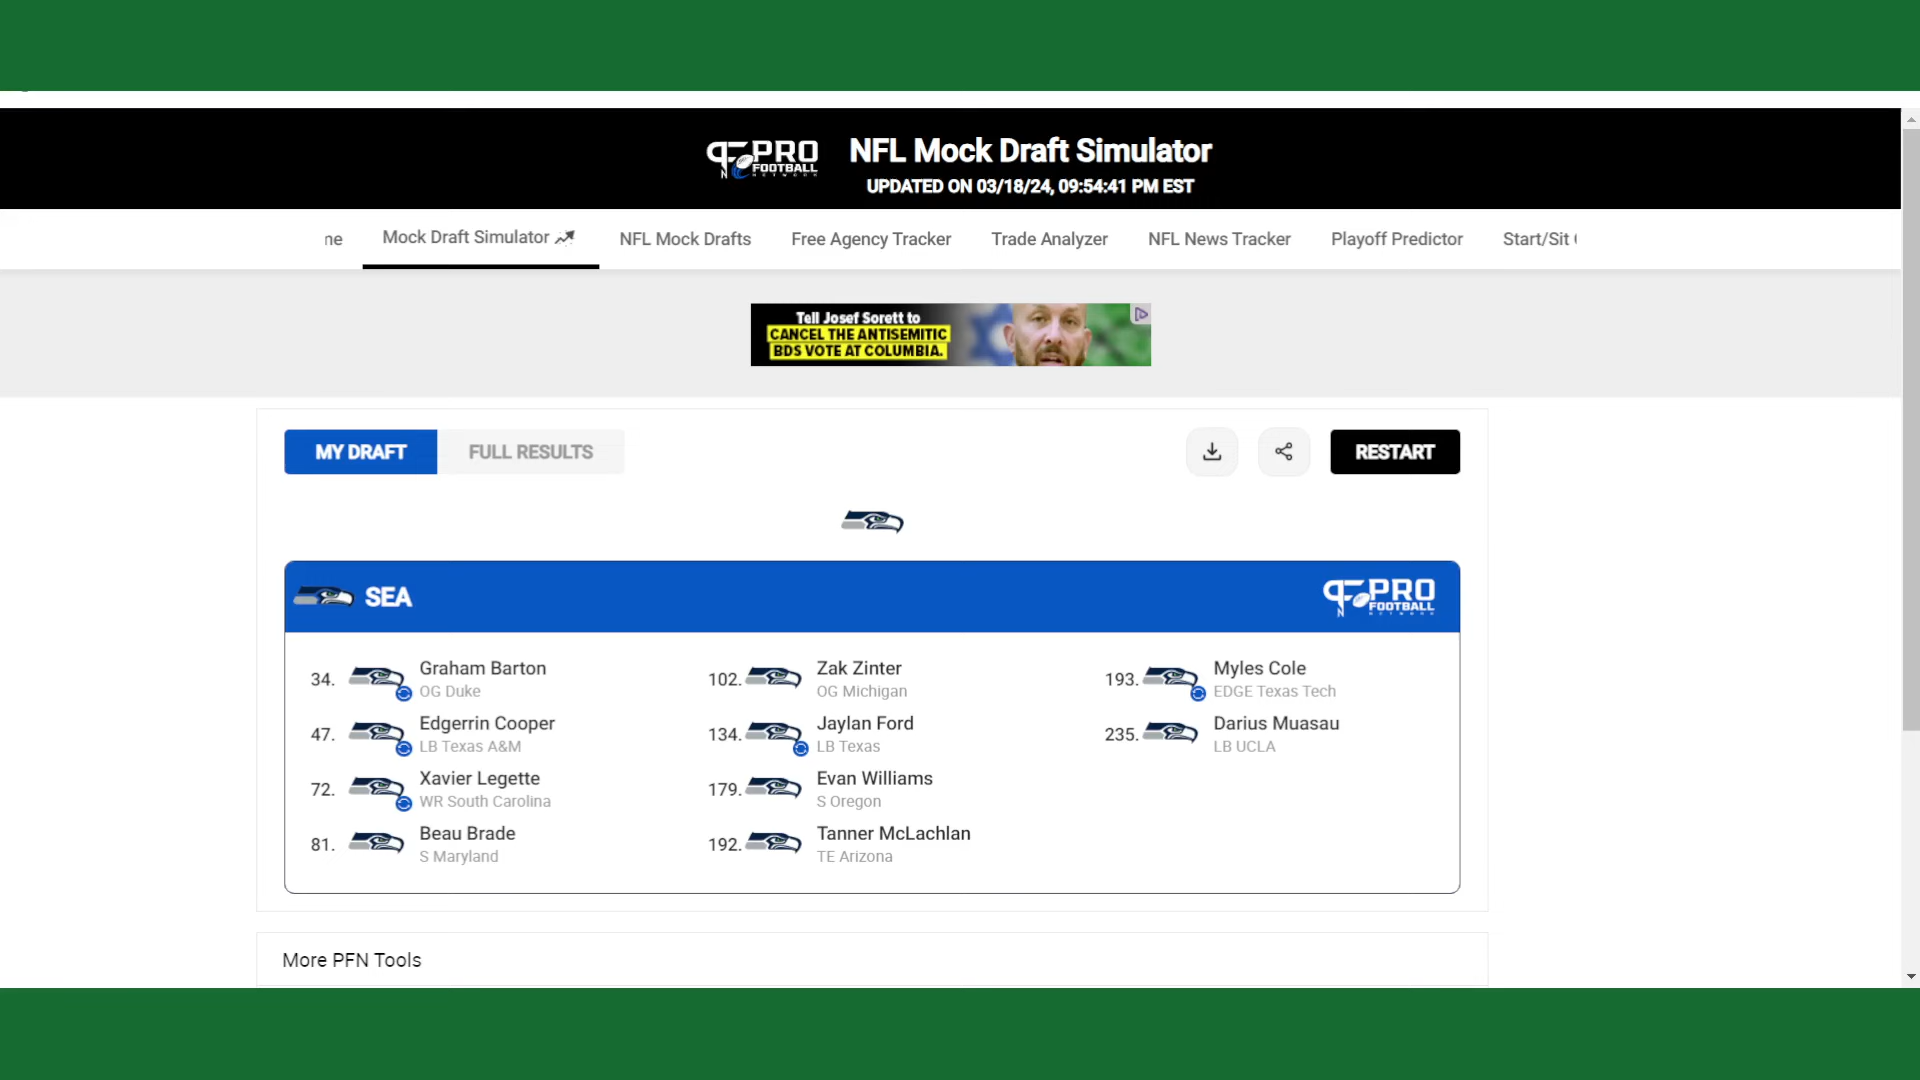 PRO
FOOTBALL
NETWORK
NFL Mock Draft Simulator
UPDATED ON 03/18/24, 09:54:41 PM EST
ne
Mock Draft Simulator
NFL Mock Drafts
Free Agency Tracker
Trade Analyzer
NFL News Tracker
Playoff Predictor
Start/Sit
Tell Josef Sorett to
CANCEL THE ANTISEMITIC
BDS VOTE AT COLUMBIA.
MY DRAFT
FULL RESULTS
RESTART
SEA
PRO
FOOTBALL
NETWORK
34. Graham Barton
OG Duke
47. Edgerrin Cooper
LB Texas A&M
72. Xavier Legette
WR South Carolina
81. Beau Brade
S Maryland
102. Zak Zinter
OG Michigan
134. Jaylan Ford
LB Texas
179. Evan Williams
S Oregon
192. Tanner McLachlan
TE Arizona
193. Myles Cole
EDGE Texas Tech
235. Darius Muasau
LB UCLA
More PFN Tools